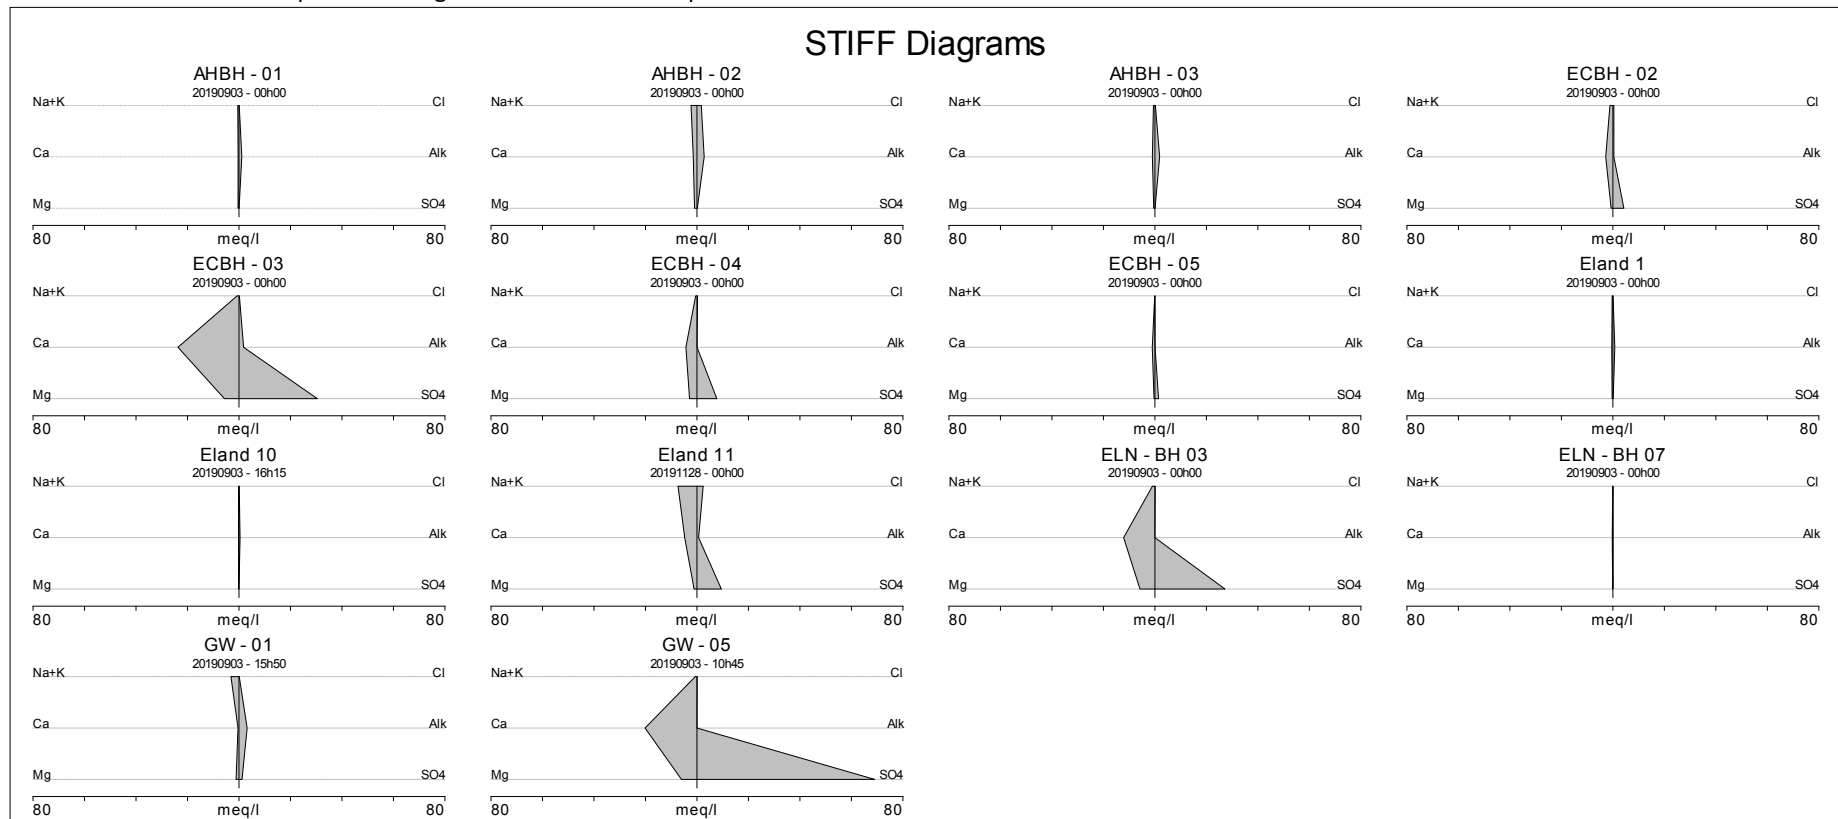 STIFF Diagrams
AHBH - 01
20190903 - 00h00
Na+K
Cl
Ca
Alk
Mg
SO4
80
meq/l
80
AHBH - 02
20190903 - 00h00
Na+K
Cl
Ca
Alk
Mg
SO4
80
meq/l
80
AHBH - 03
20190903 - 00h00
Na+K
Cl
Ca
Alk
Mg
SO4
80
meq/l
80
ECBH - 02
20190903 - 00h00
Na+K
Cl
Ca
Alk
Mg
SO4
80
meq/l
80
ECBH - 03
20190903 - 00h00
Na+K
Cl
Ca
Alk
Mg
SO4
80
meq/l
80
ECBH - 04
20190903 - 00h00
Na+K
Cl
Ca
Alk
Mg
SO4
80
meq/l
80
ECBH - 05
20190903 - 00h00
Na+K
Cl
Ca
Alk
Mg
SO4
80
meq/l
80
Eland 1
20190903 - 00h00
Na+K
Cl
Ca
Alk
Mg
SO4
80
meq/l
80
Eland 10
20190903 - 16h15
Na+K
Cl
Ca
Alk
Mg
SO4
80
meq/l
80
Eland 11
20191128 - 00h00
Na+K
Cl
Ca
Alk
Mg
SO4
80
meq/l
80
ELN - BH 03
20190903 - 00h00
Na+K
Cl
Ca
Alk
Mg
SO4
80
meq/l
80
ELN - BH 07
20190903 - 00h00
Na+K
Cl
Ca
Alk
Mg
SO4
80
meq/l
80
GW - 01
20190903 - 15h50
Na+K
Cl
Ca
Alk
Mg
SO4
80
meq/l
80
GW - 05
20190903 - 10h45
Na+K
Cl
Ca
Alk
Mg
SO4
80
meq/l
80